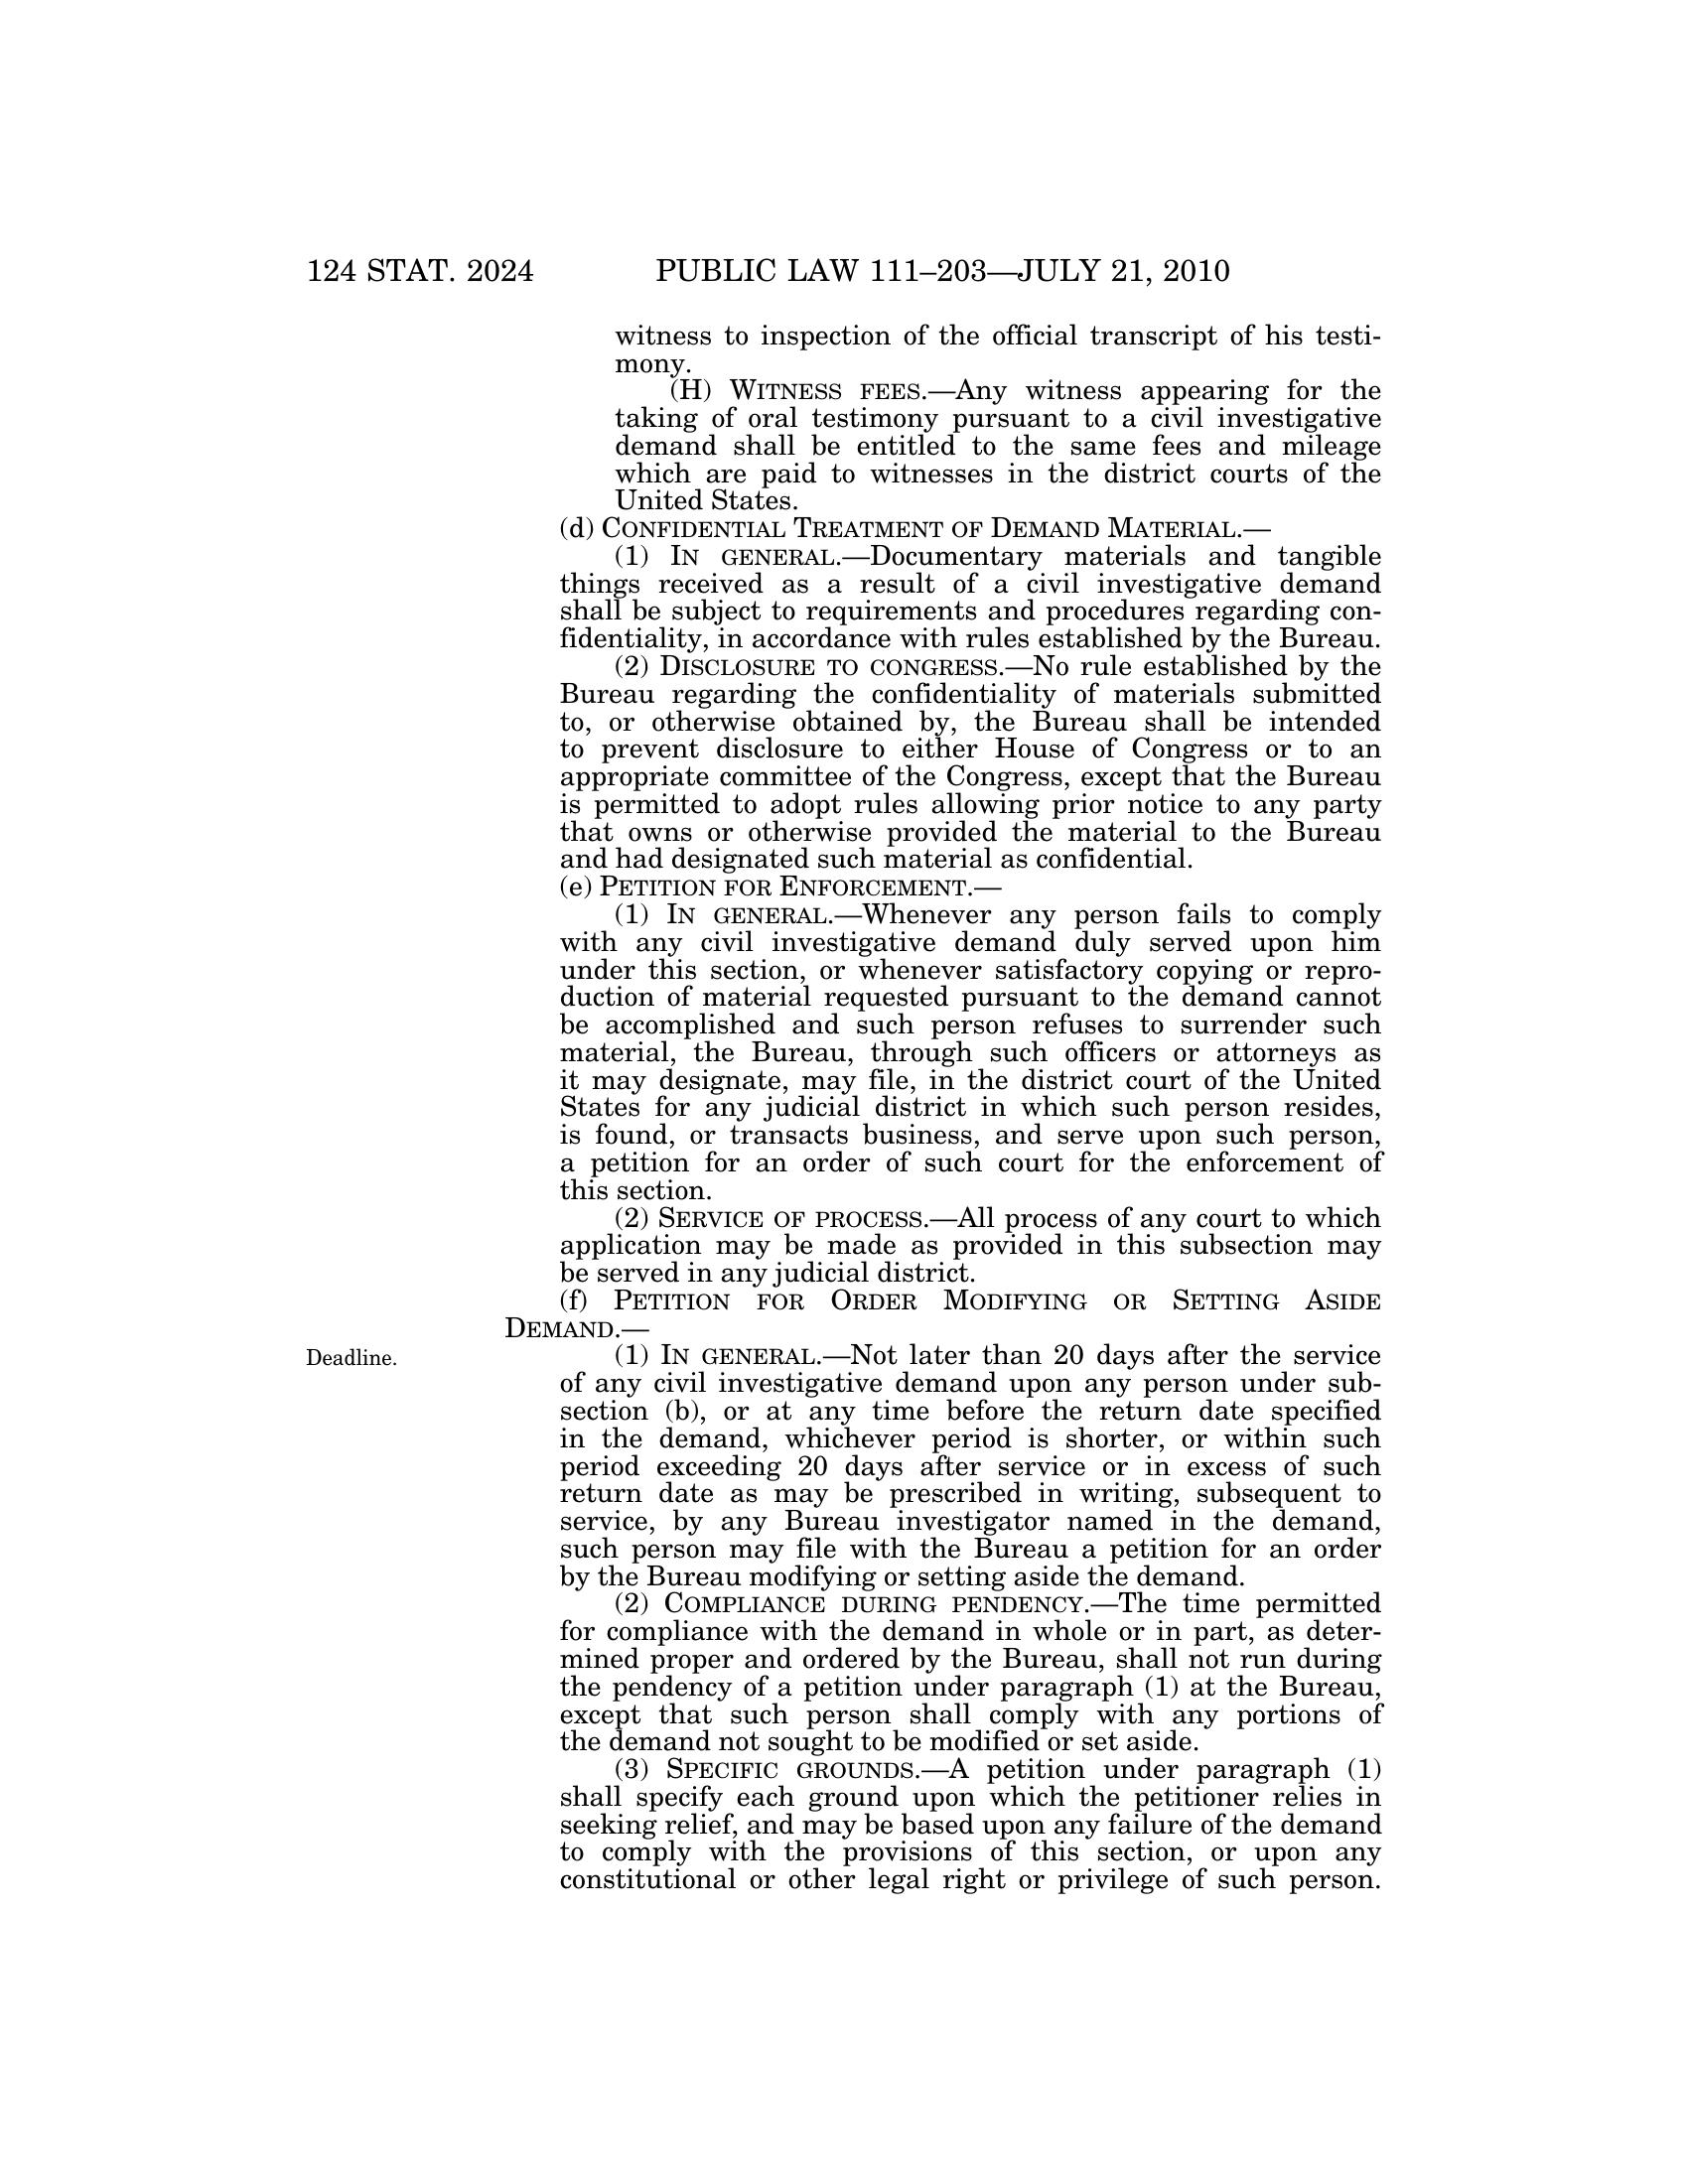 124 STAT. 2024 PUBLIC LAW 111–203—JULY 21, 2010
witness to inspection of the official transcript of his testi-
mony.
(H) WITNESS FEES.—Any witness appearing for the
taking of oral testimony pursuant to a civil investigative
demand shall be entitled to the same fees and mileage
which are paid to witnesses in the district courts of the
United States.
(d) CONFIDENTIAL TREATMENT OF DEMAND MATERIAL.—
(1) IN GENERAL.—Documentary materials and tangible
things received as a result of a civil investigative demand
shall be subject to requirements and procedures regarding con-
fidentiality, in accordance with rules established by the Bureau.
(2) DISCLOSURE TO CONGRESS.—No rule established by the
Bureau regarding the confidentiality of materials submitted
to, or otherwise obtained by, the Bureau shall be intended
to prevent disclosure to either House of Congress or to an
appropriate committee of the Congress, except that the Bureau
is permitted to adopt rules allowing prior notice to any party
that owns or otherwise provided the material to the Bureau
and had designated such material as confidential.
(e) PETITION FOR ENFORCEMENT.—
(1) IN GENERAL.—Whenever any person fails to comply
with any civil investigative demand duly served upon him
under this section, or whenever satisfactory copying or repro-
duction of material requested pursuant to the demand cannot
be accomplished and such person refuses to surrender such
material, the Bureau, through such officers or attorneys as
it may designate, may file, in the district court of the United
States for any judicial district in which such person resides,
is found, or transacts business, and serve upon such person,
a petition for an order of such court for the enforcement of
this section.
(2) SERVICE OF PROCESS.—All process of any court to which
application may be made as provided in this subsection may
be served in any judicial district.
(f) PETITION FOR ORDER MODIFYING OR SETTING ASIDE
DEMAND.—
Deadline.
(1) IN GENERAL.—Not later than 20 days after the service
of any civil investigative demand upon any person under sub-
section (b), or at any time before the return date specified
in the demand, whichever period is shorter, or within such
period exceeding 20 days after service or in excess of such
return date as may be prescribed in writing, subsequent to
service, by any Bureau investigator named in the demand,
such person may file with the Bureau a petition for an order
by the Bureau modifying or setting aside the demand.
(2) COMPLIANCE DURING PENDENCY.—The time permitted
for compliance with the demand in whole or in part, as deter-
mined proper and ordered by the Bureau, shall not run during
the pendency of a petition under paragraph (1) at the Bureau,
except that such person shall comply with any portions of
the demand not sought to be modified or set aside.
(3) SPECIFIC GROUNDS.—A petition under paragraph (1)
shall specify each ground upon which the petitioner relies in
seeking relief, and may be based upon any failure of the demand
to comply with the provisions of this section, or upon any
constitutional or other legal right or privilege of such person.